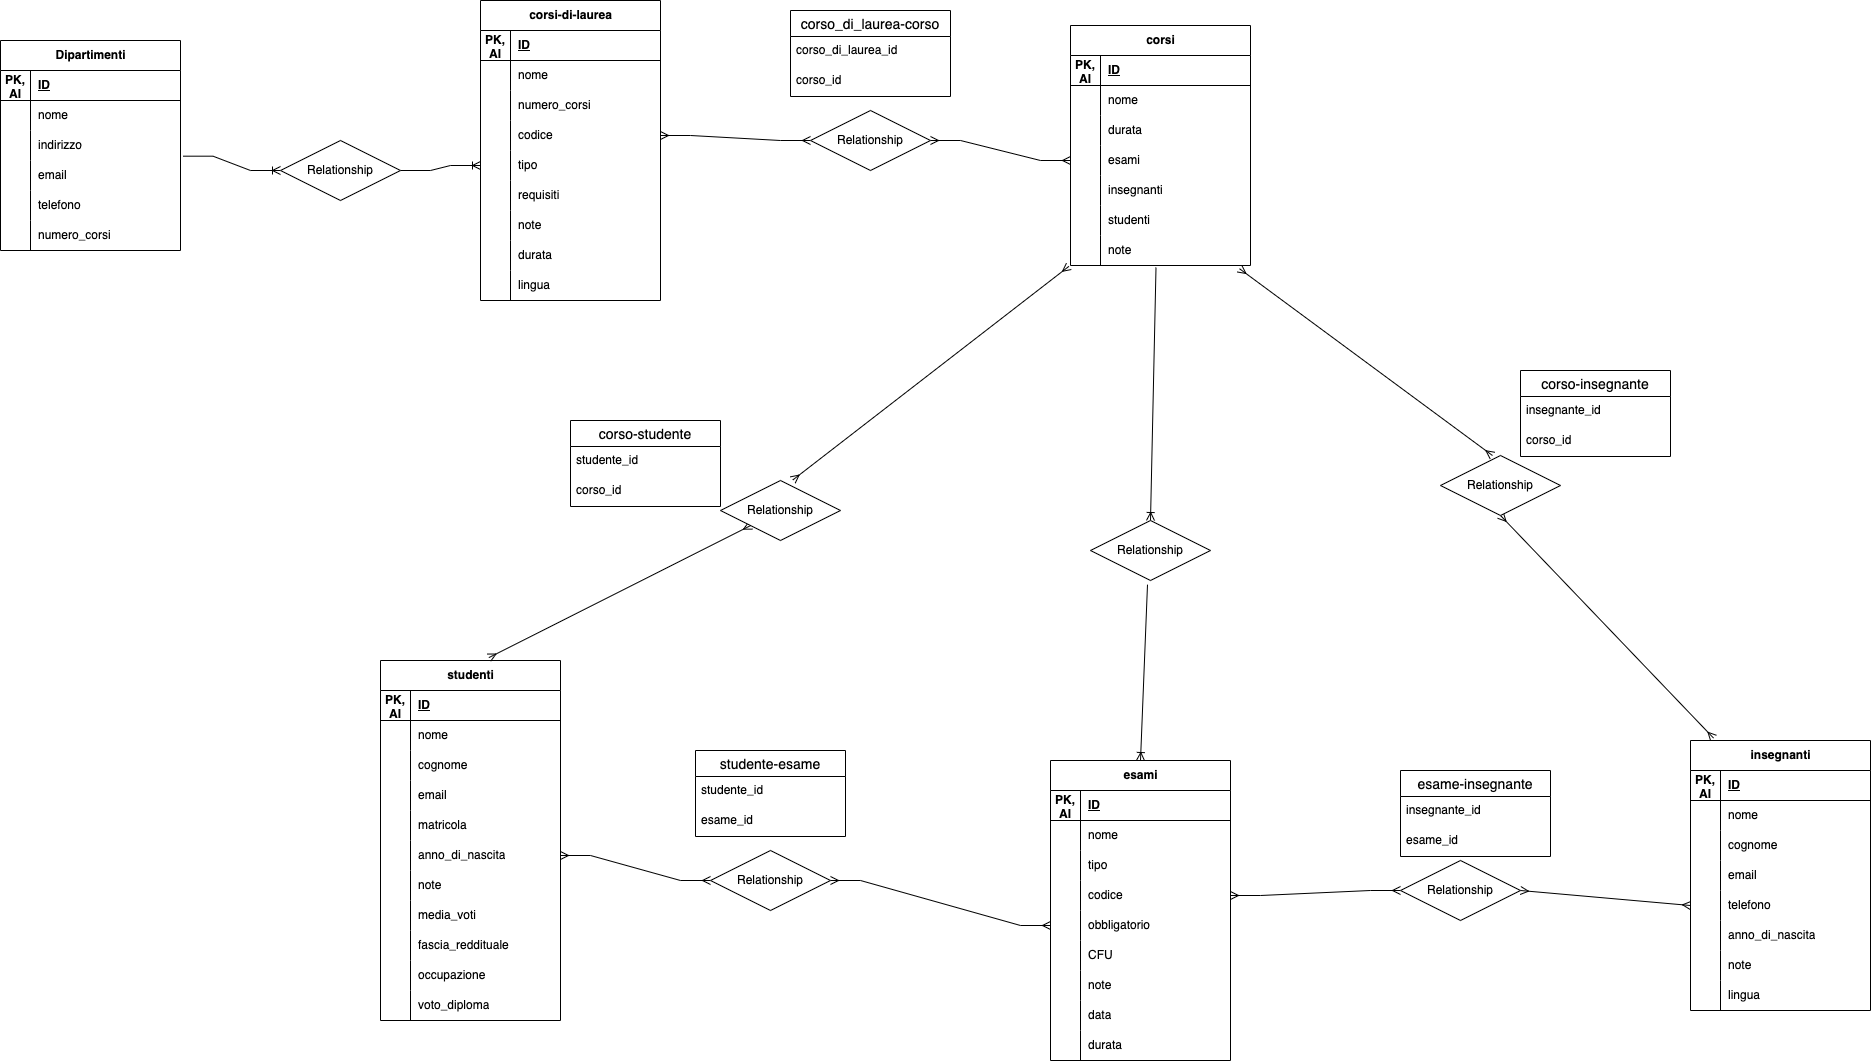 Dipartimenti
PK,
AI
ID
nome
indirizzo
email
telefono
numero_corsi
Relationship
corsi-di-laurea
PK,
AI
ID
nome
numero_corsi
codice
tipo
requisiti
note
durata
lingua
corso_di_laurea-corso
corso_di_laurea_id
corso_id
Relationship
corsi
PK,
AI
ID
nome
durata
esami
insegnanti
studenti
note
corso-studente
studente_id
corso_id
Relationship
Relationship
corso-insegnante
insegnante_id
corso_id
Relationship
studenti
PK,
AI
ID
nome
cognome
email
matricola
anno_di_nascita
note
media_voti
fascia_reddituale
occupazione
voto_diploma
studente-esame
studente_id
esame_id
Relationship
esami
PK,
AI
ID
nome
tipo
codice
obbligatorio
CFU
note
data
durata
esame-insegnante
insegnante_id
esame_id
Relationship
insegnanti
PK,
AI
ID
nome
cognome
email
telefono
anno_di_nascita
note
lingua